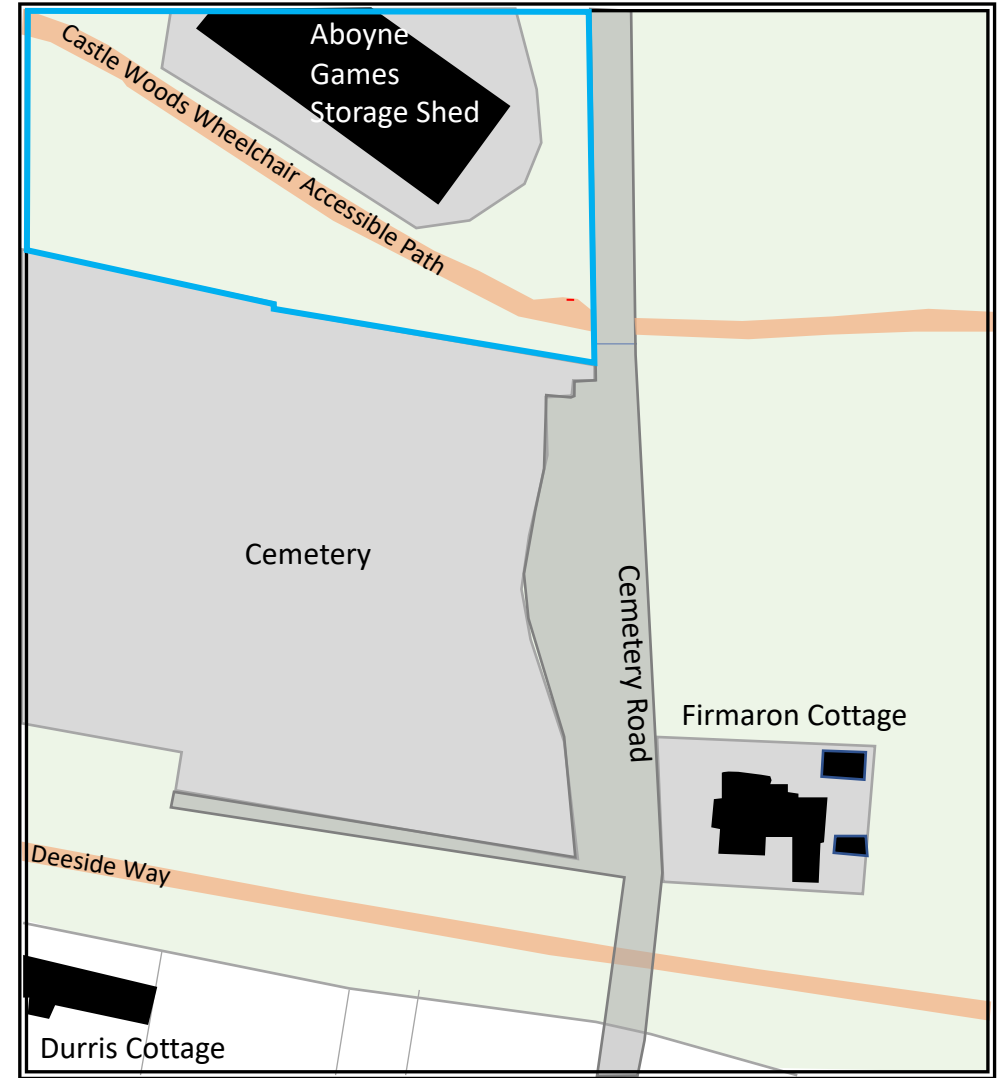 Aboyne
Games
Storage Shed
Castle Woods Wheelchair Accessible Path
Cemetery
Cemetery Road
Firmaron Cottage
Deeside Way
Durris Cottage